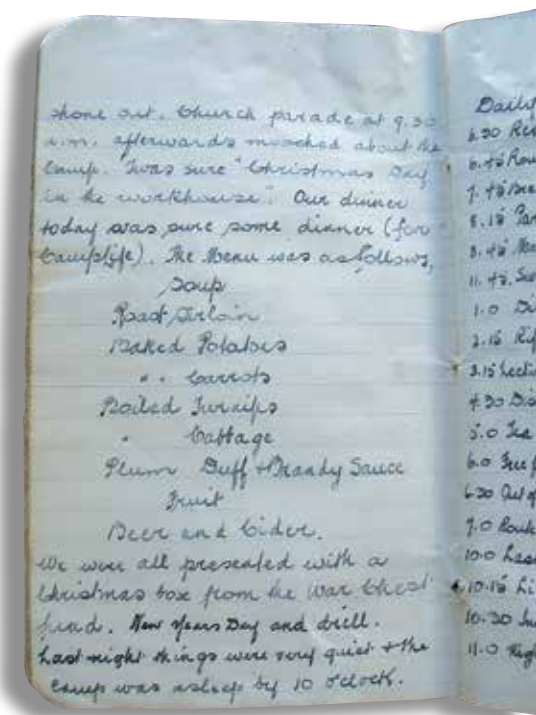 shone out. Church parade at 9.30
a.m. afterwards mooched about the
Camp. Twas sure "Christmas Day
in the workhouse". Our dinner
today was sure some dinner (for
Camplife). The Menu was as follows,
Soup
Roast Sirloin
Baked Potatoes
" . Carrots
Boiled Turnips
" Cabbage
Plum Duff + Brandy Sauce
Fruit
Beer and Cider.
We were all presented with a
Christmas box from the War Chest
fund. New Years Day and drill.
Last night things were very quiet + the
camp was asleep by 10 o'clock.
Daily
6.30
6.45
7.45
8.15
8.45
11.45
1.0
2.15
3.15
4.30
5.0 Tea
6.0
6.30 Out of
7.0
10.0
10.15
10.30
11.0